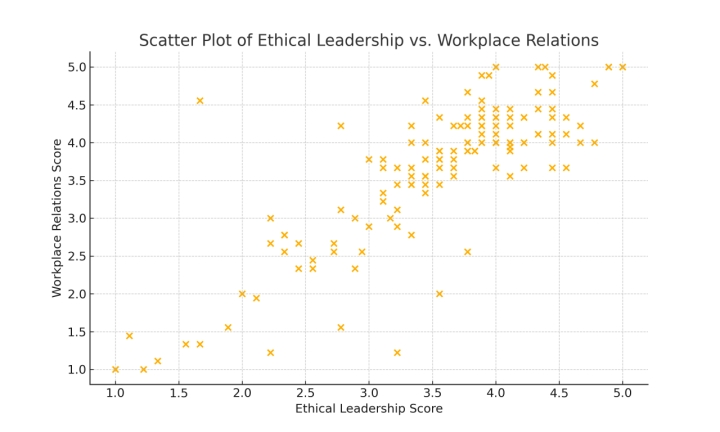 Scatter Plot of Ethical Leadership vs. Workplace Relations
Workplace Relations Score
5.0
4.5
4.0
3.5
3.0
2.5
2.0
1.5
1.0
1.0 1.5 2.0 2.5 3.0 3.5 4.0 4.5 5.0
Ethical Leadership Score